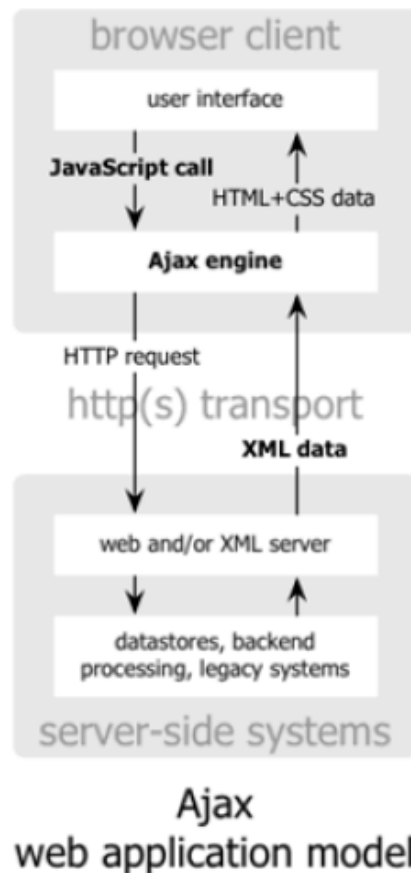 browser client
user interface
JavaScript call
HTML+CSS data
Ajax engine
HTTP request
http(s) transport
XML data
web and/or XML server
datastores, backend
processing, legacy systems
server-side systems
Ajax
web application model